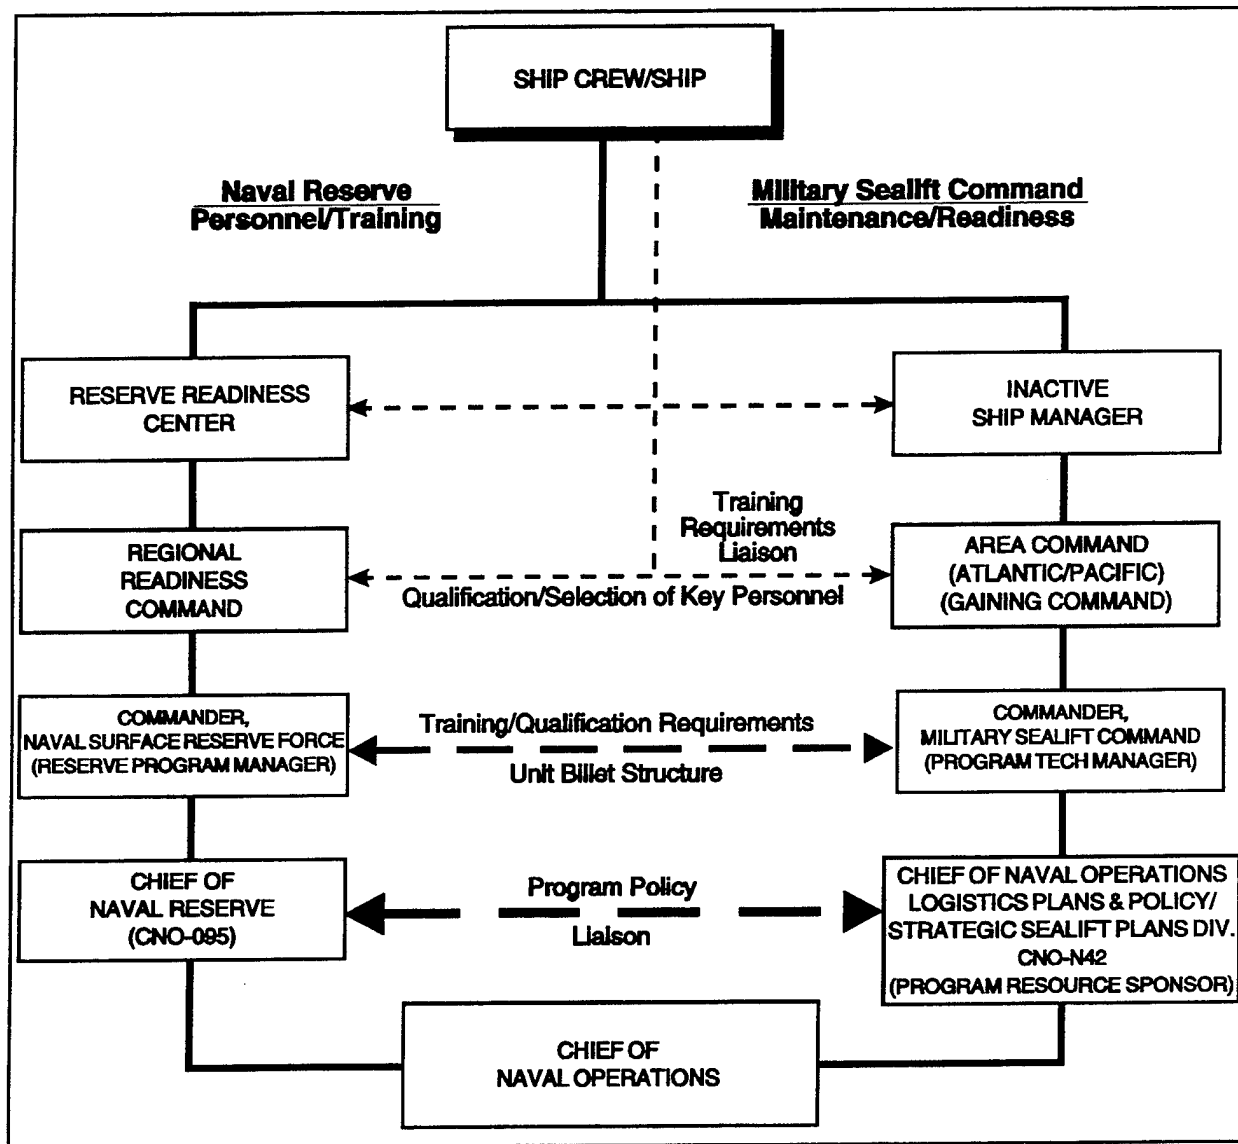 SHIP CREW/SHIP
Naval Reserve
Personnel/Training
Military Sealift Command
Maintenance/Readiness
RESERVE READINESS
CENTER
INACTIVE
SHIP MANAGER
Training
Requirements
Liaison
REGIONAL
READINESS
COMMAND
Qualification/Selection of Key Personnel
AREA COMMAND
(ATLANTIC/PACIFIC)
(GAINING COMMAND)
COMMANDER,
NAVAL SURFACE RESERVE FORCE
(RESERVE PROGRAM MANAGER)
Training/Qualification Requirements
Unit Billet Structure
COMMANDER,
MILITARY SEALIFT COMMAND
(PROGRAM TECH MANAGER)
CHIEF OF
NAVAL RESERVE
(CNO-095)
Program Policy
Liaison
CHIEF OF NAVAL OPERATIONS
LOGISTICS PLANS & POLICY/
STRATEGIC SEALIFT PLANS DIV.
CNO-N42
(PROGRAM RESOURCE SPONSOR)
CHIEF OF
NAVAL OPERATIONS